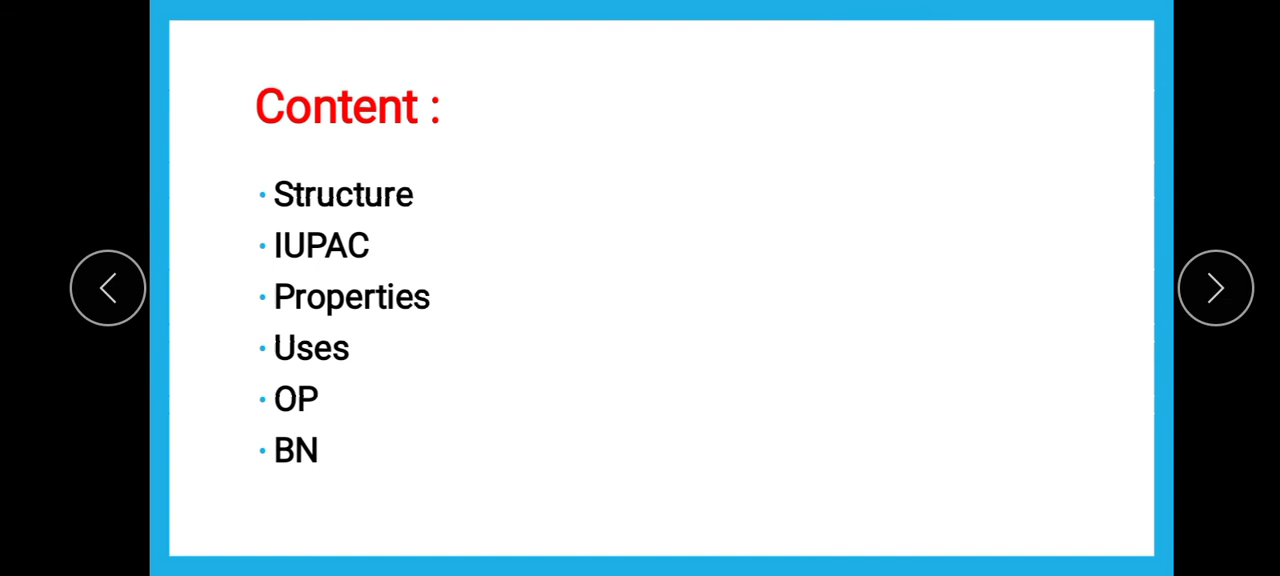 Content :
· Structure
· IUPAC
· Properties
· Uses
· OP
· BN